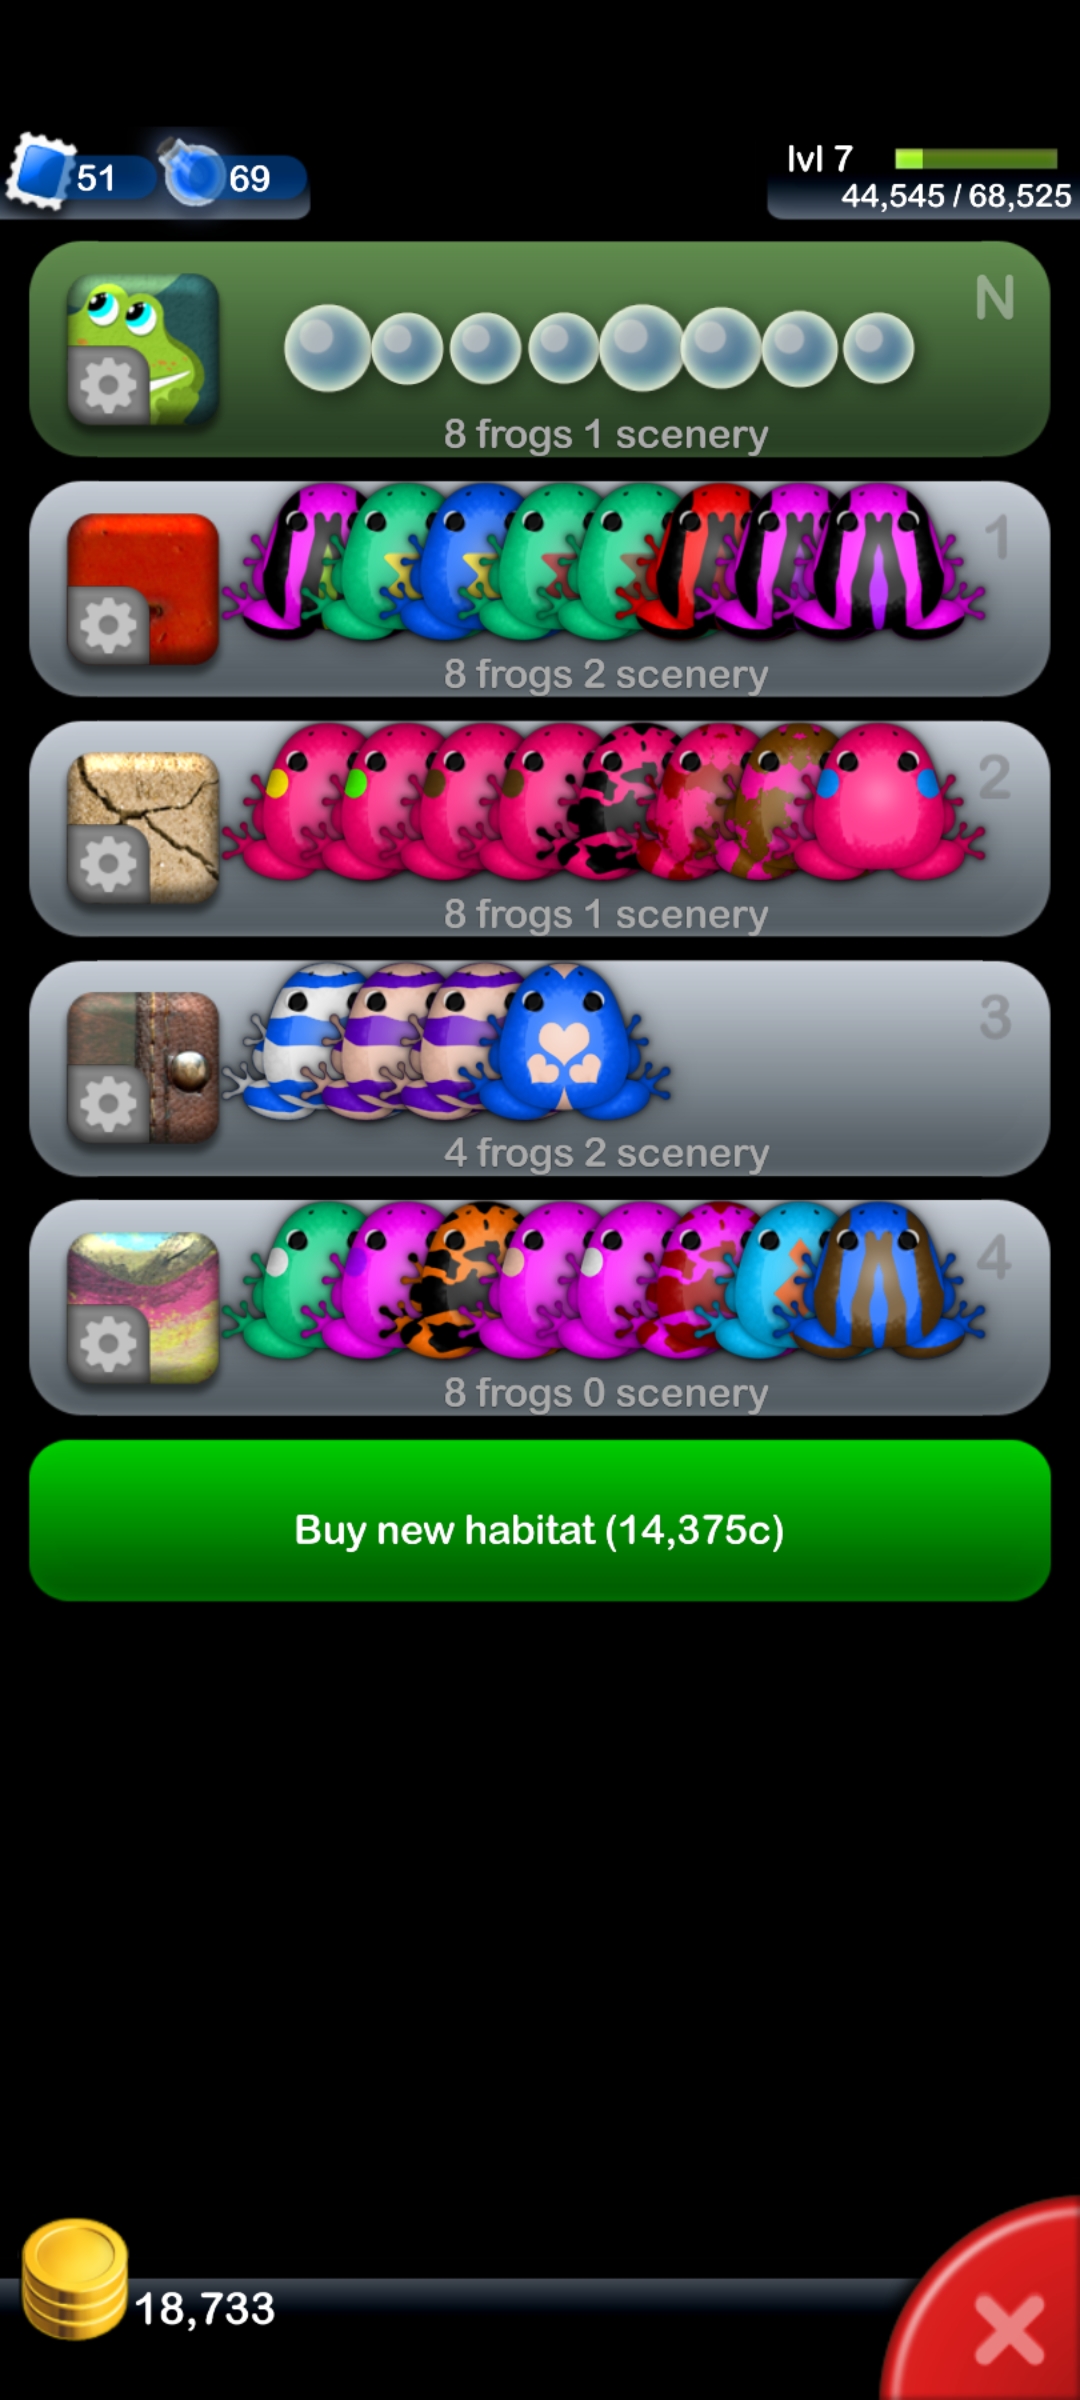 51
69
lvl 7
44,545 / 68,525
N
8 frogs 1 scenery
1
8 frogs 2 scenery
2
8 frogs 1 scenery
3
4 frogs 2 scenery
4
8 frogs 0 scenery
Buy new habitat (14,375c)
18,733